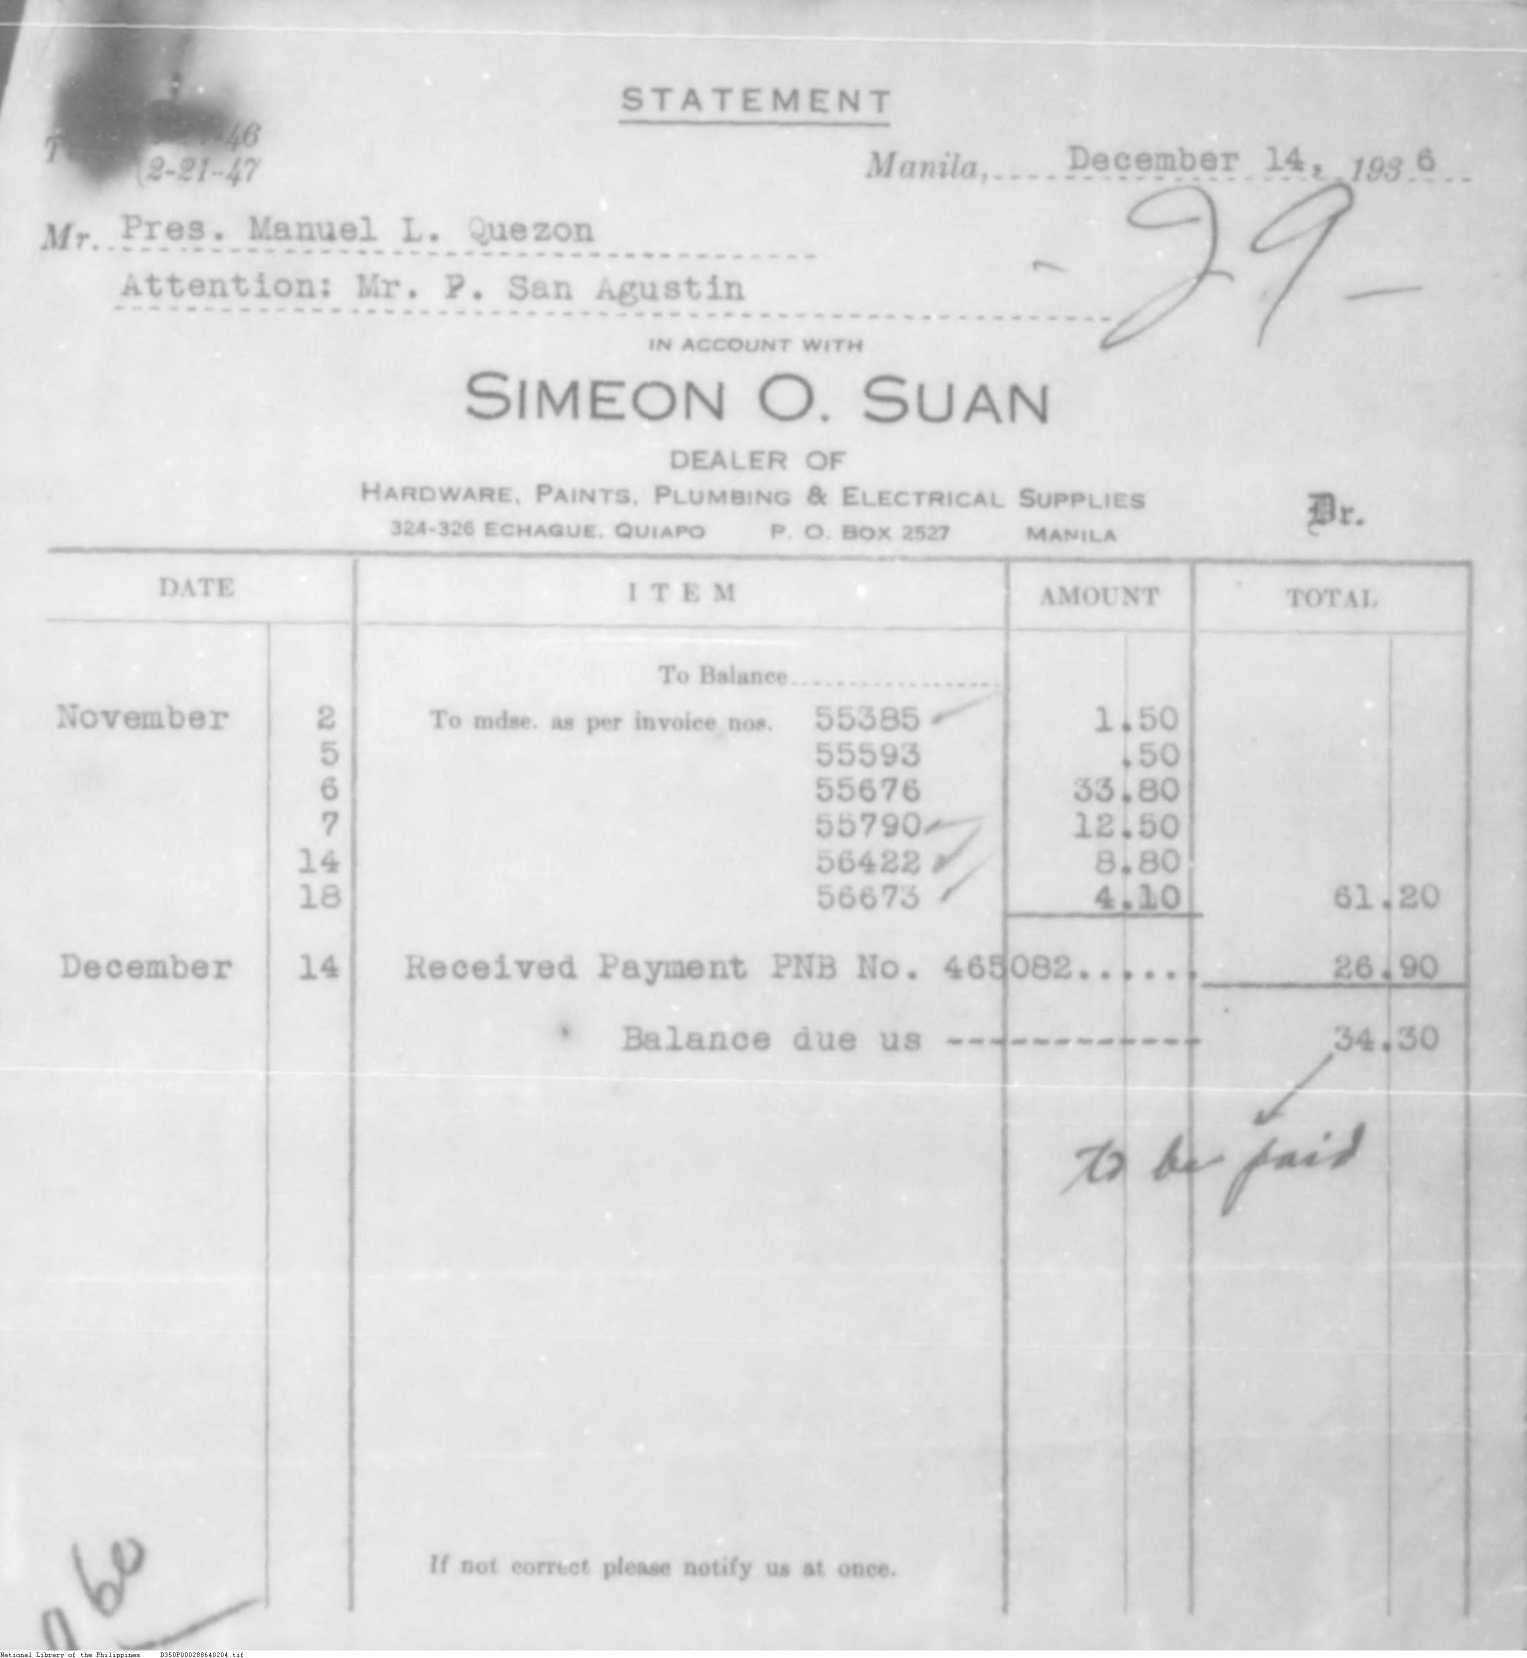 STATEMENT
46
2-21-47
Manila, December 14, 1936
Mr. Pres. Manuel L. Quezon
- 29 -
Attention: Mr. P. San Agustin
IN ACCOUNT WITH
SIMEON O. SUAN
DEALER OF
HARDWARE, PAINTS, PLUMBING & ELECTRICAL SUPPLIES
324-326 ECHAGUE, QUIAPO P. O. BOX 2527 MANILA
Dr.
DATE ITEM AMOUNT TOTAL
To Balance
November 2 To mdse. as per invoice nos. 55385 1.50
5 55593 .50
6 55676 33.80
7 55790 12.50
14 56422 8.80
18 56673 4.10 61.20
December 14 Received Payment PNB No. 465082...... 26.90
Balance due us ------------ 34.30
to be paid
If not correct please notify us at once.
60
National Library of the Philippines D350P000288640204.tif